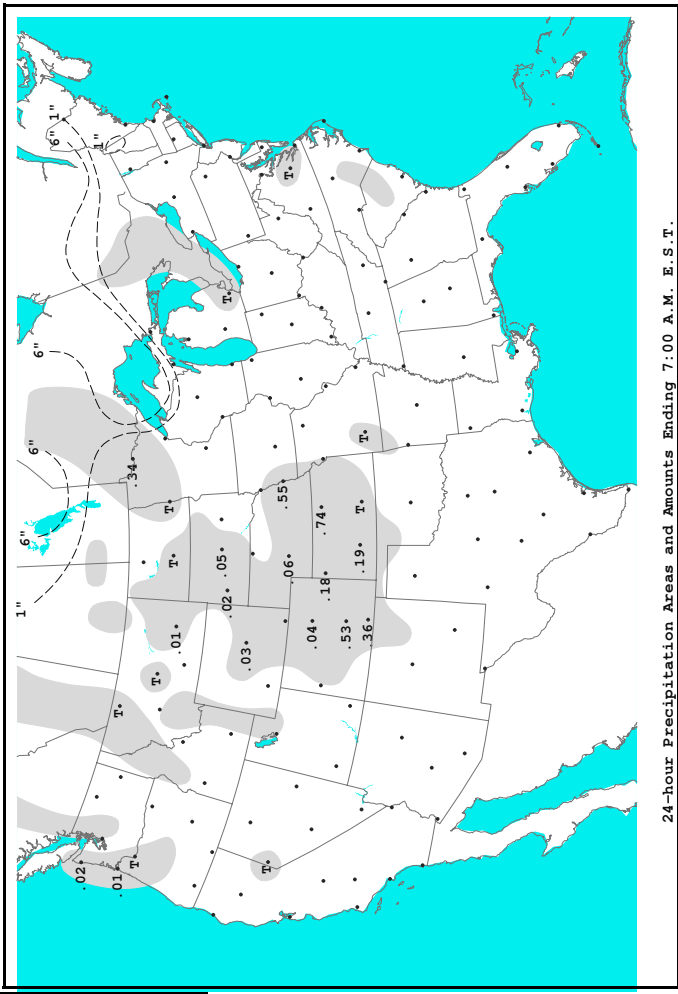 1"
6"
6"
6"
6" 1"
.02
1"
.01
T
T
.34
T
T
T
.01
.05
.02
T
.03
T
.55
.06
T
.04
.74
.18
.53
.19
T
T
.36
24-hour Precipitation Areas and Amounts Ending 7:00 A.M. E.S.T.